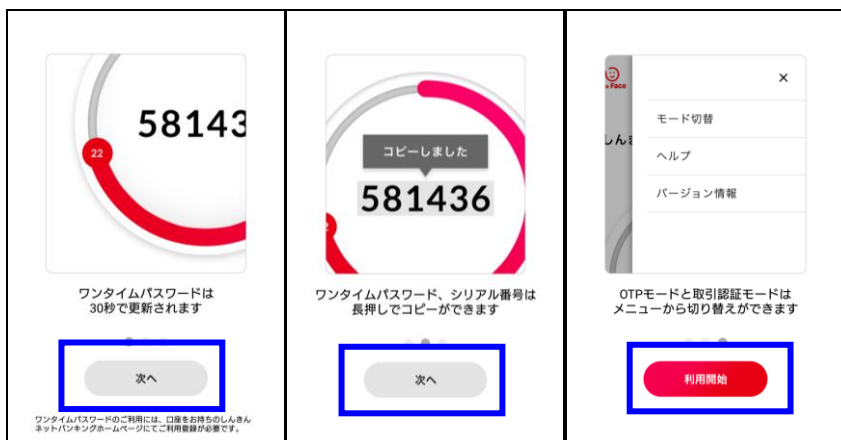 58143
22
ワンタイムパスワードは
30秒で更新されます
次へ
ワンタイムパスワードのご利用には、口座をお持ちのしんきん
ネットバンキングホームページにてご利用登録が必要です。
コピーしました
581436
ワンタイムパスワード、シリアル番号は
長押しでコピーができます
次へ
Face
×
モード切替
しん
ヘルプ
バージョン情報
OTPモードと取引認証モードは
メニューから切り替えができます
利用開始